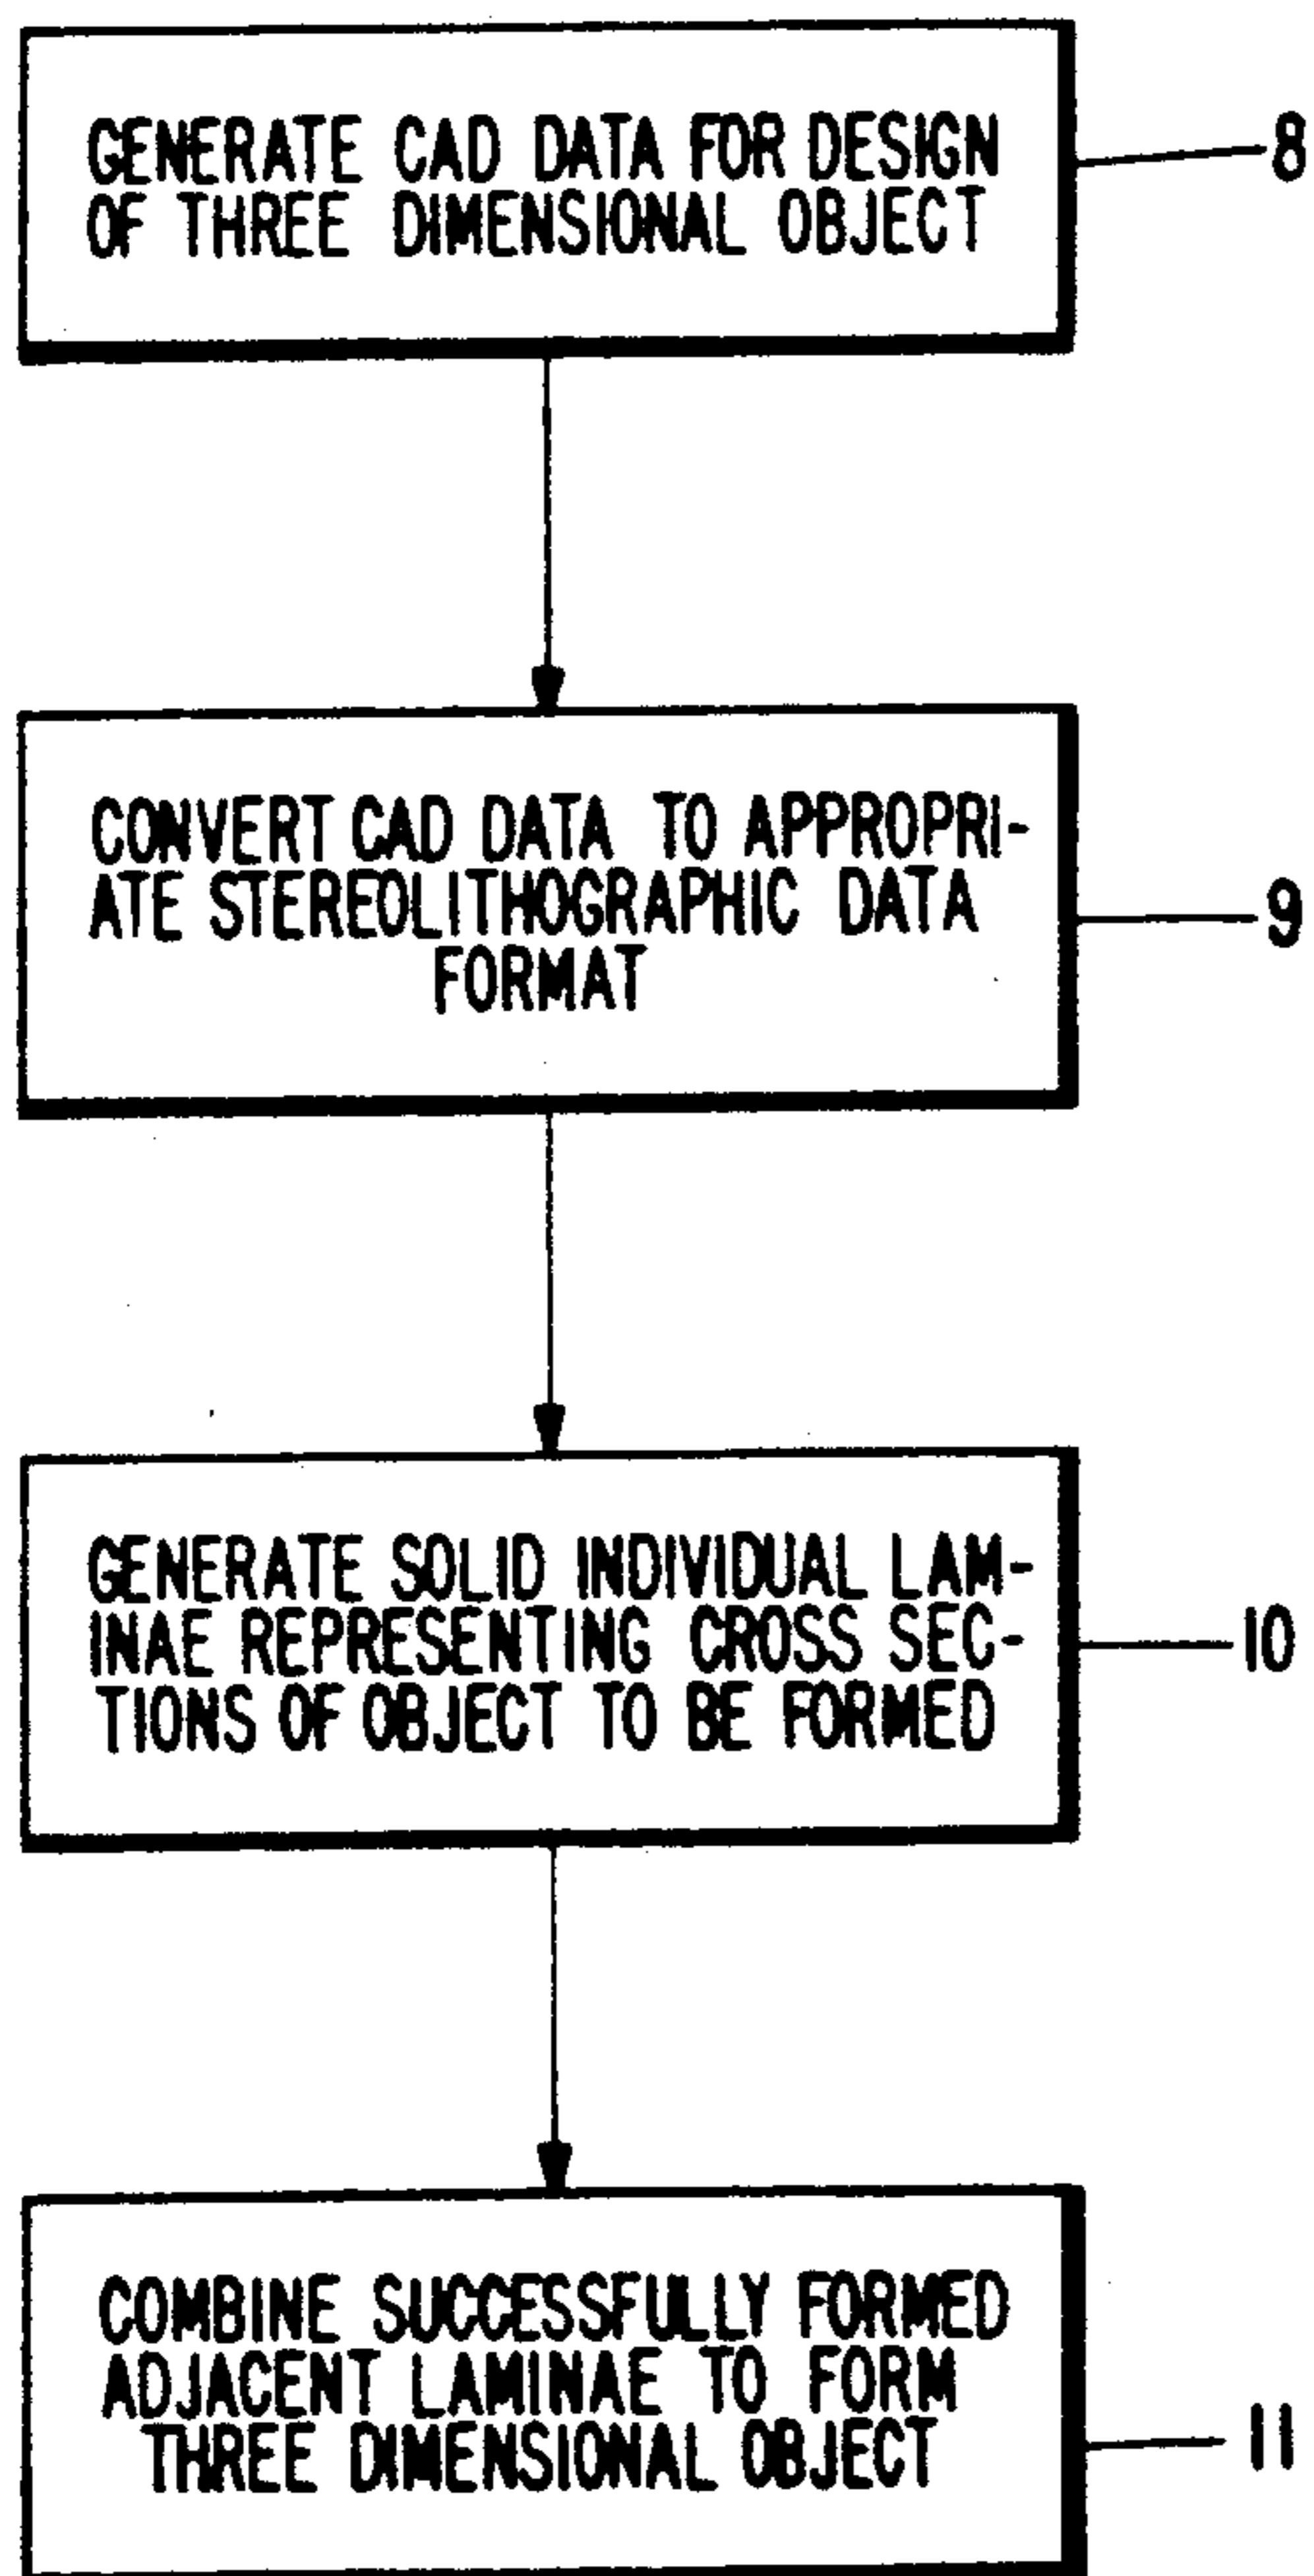 GENERATE CAD DATA FOR DESIGN
OF THREE DIMENSIONAL OBJECT
8
CONVERT CAD DATA TO APPROPRI-
ATE STEREOLITHOGRAPHIC DATA
FORMAT
9
GENERATE SOLID INDIVIDUAL LAM-
INAE REPRESENTING CROSS SEC-
TIONS OF OBJECT TO BE FORMED
10
COMBINE SUCCESSFULLY FORMED
ADJACENT LAMINAE TO FORM
THREE DIMENSIONAL OBJECT
11